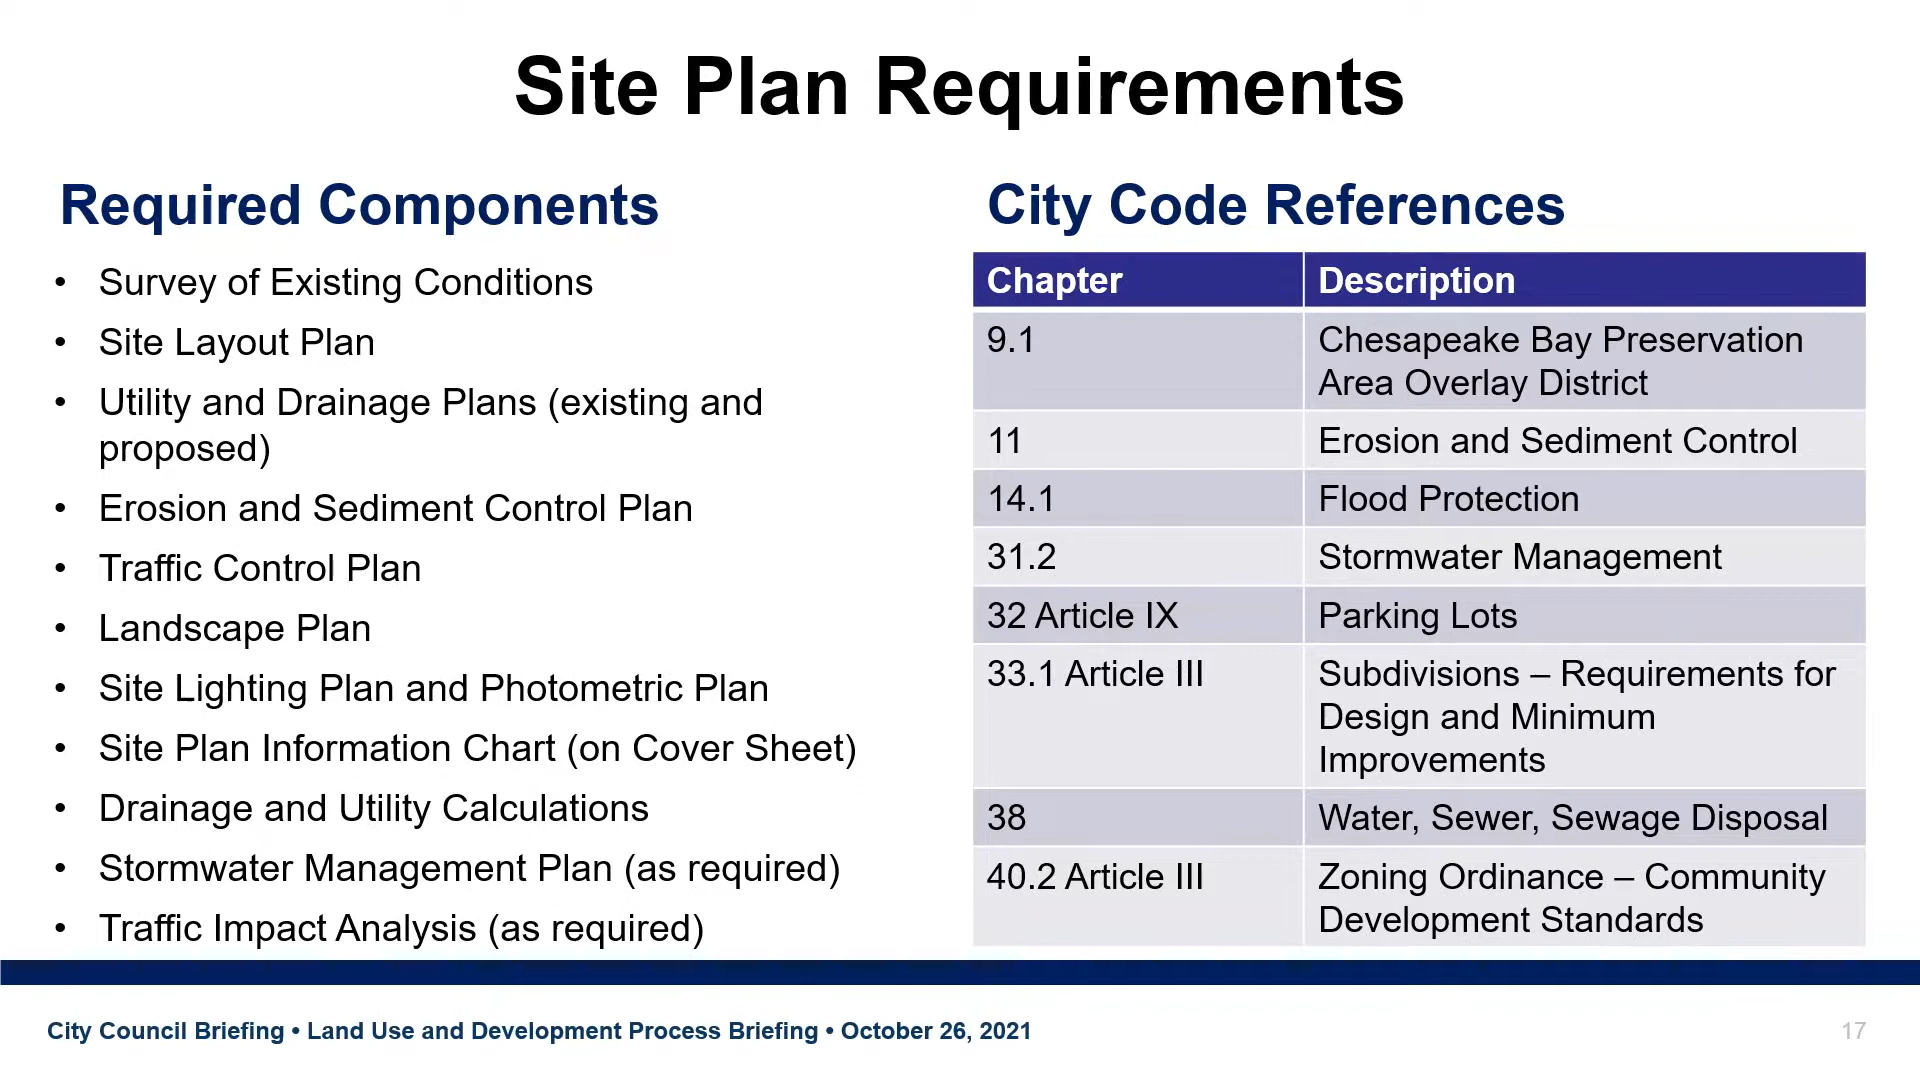 Site Plan Requirements
Required Components
• Survey of Existing Conditions
• Site Layout Plan
• Utility and Drainage Plans (existing and
proposed)
• Erosion and Sediment Control Plan
• Traffic Control Plan
• Landscape Plan
• Site Lighting Plan and Photometric Plan
• Site Plan Information Chart (on Cover Sheet)
• Drainage and Utility Calculations
• Stormwater Management Plan (as required)
• Traffic Impact Analysis (as required)
City Code References
Chapter Description
9.1 Chesapeake Bay Preservation
Area Overlay District
11 Erosion and Sediment Control
14.1 Flood Protection
31.2 Stormwater Management
32 Article IX Parking Lots
33.1 Article III Subdivisions – Requirements for
Design and Minimum
Improvements
38 Water, Sewer, Sewage Disposal
40.2 Article III Zoning Ordinance – Community
Development Standards
City Council Briefing • Land Use and Development Process Briefing • October 26, 2021
17